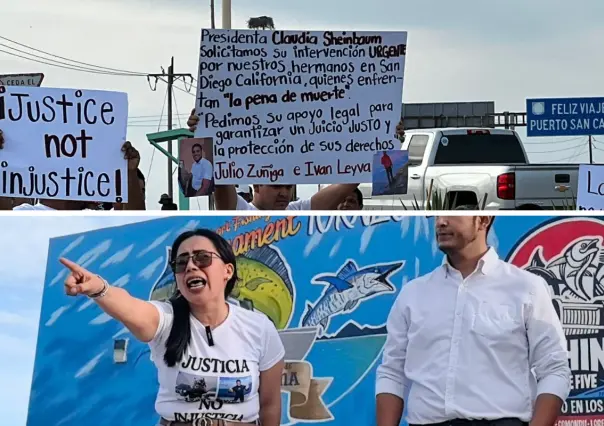 CEDA EL
¡JUSTICE
not
injustice!
Presidenta Claudia Sheinbaum
Solicitamos su intervención URGENTE
por nuestros hermanos en San
Diego California, quienes enfren-
tan "la pena de muerte".
Pedimos su apoyo legal para
garantizar un Juicio JUSTO y
la protección de sus derechos
Julio Zuñiga e Ivan Leyva
FELIZ VIAJE
PUERTO SAN CA
JUSTICIA
NO
INJUSTICIA